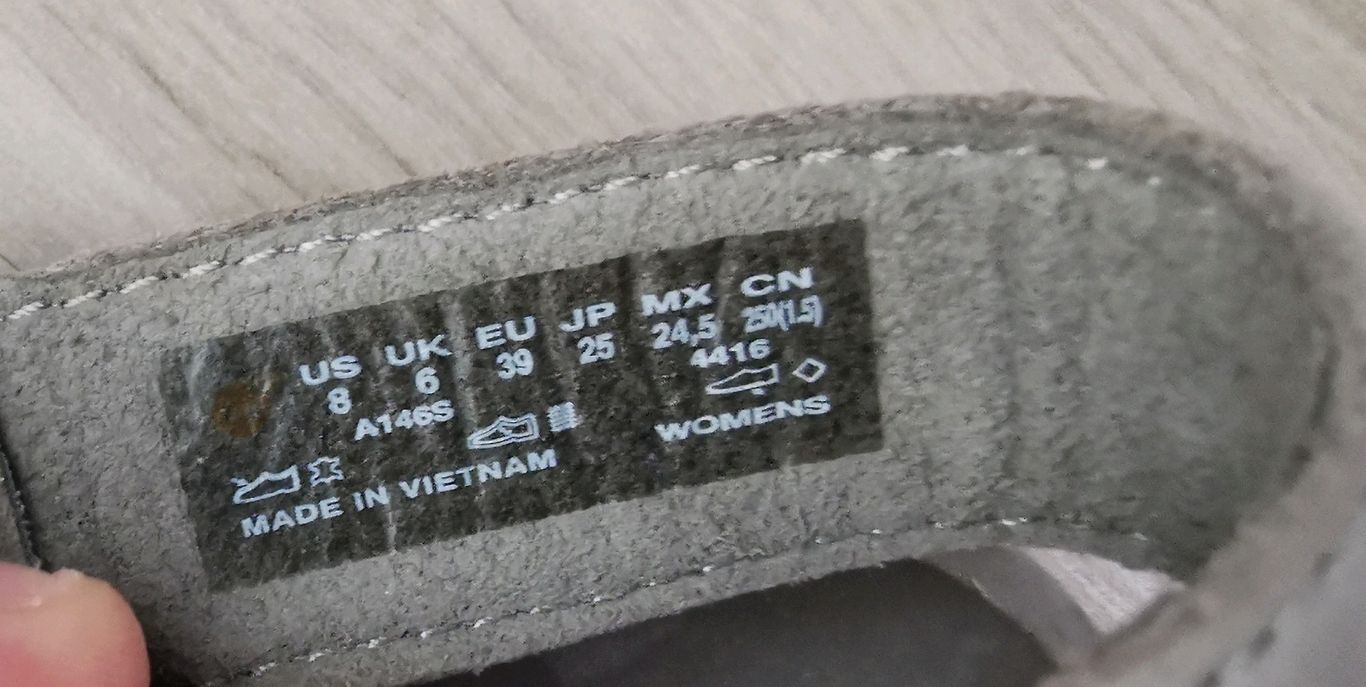 US UK EU JP MX CN
8 6 39 25 24,5 250(1.5)
A146S 4416
WOMENS
MADE IN VIETNAM